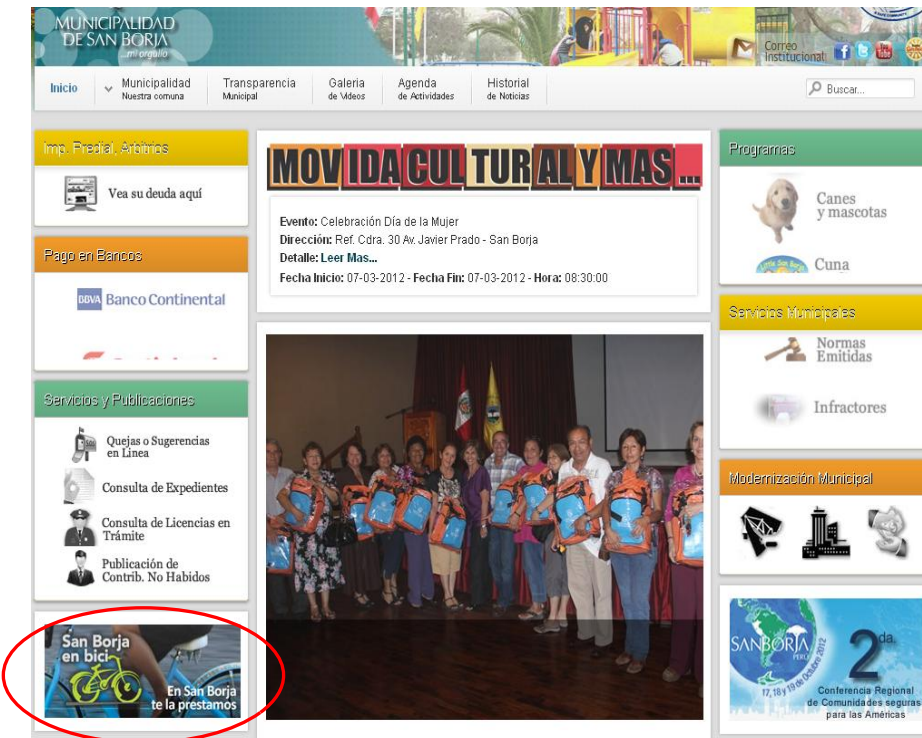 MUNICIPALIDAD
DE SAN BORJA
...mi orgullo
Correo
Institucional
Inicio
Municipalidad
Nuestra comuna
Transparencia
Municipal
Galeria
de Videos
Agenda
de Actividades
Historial
de Noticias
Buscar...
Imp. Predial, Arbitrios
Vea su deuda aquí
Pago en Bancos
BBVA Banco Continental
Servicios y Publicaciones
Quejas o Sugerencias
en Linea
Consulta de Expedientes
Consulta de Licencias en
Trámite
Publicación de
Contrib. No Habidos
San Borja
en bici
En San Borja
te la prestamos
MOVIDA CULTURAL Y MAS ...
Evento: Celebración Día de la Mujer
Dirección: Ref. Cdra. 30 Av. Javier Prado - San Borja
Detalle: Leer Mas...
Fecha Inicio: 07-03-2012 - Fecha Fin: 07-03-2012 - Hora: 08:30:00
Programas
Canes
y mascotas
Cuna
Servicios Municipales
Normas
Emitidas
Infractores
Modernización Municipal
SANBORJA
PERÚ
17, 18 y 19 de Octubre 2012
2da.
Conferencia Regional
de Comunidades seguras
para las Américas